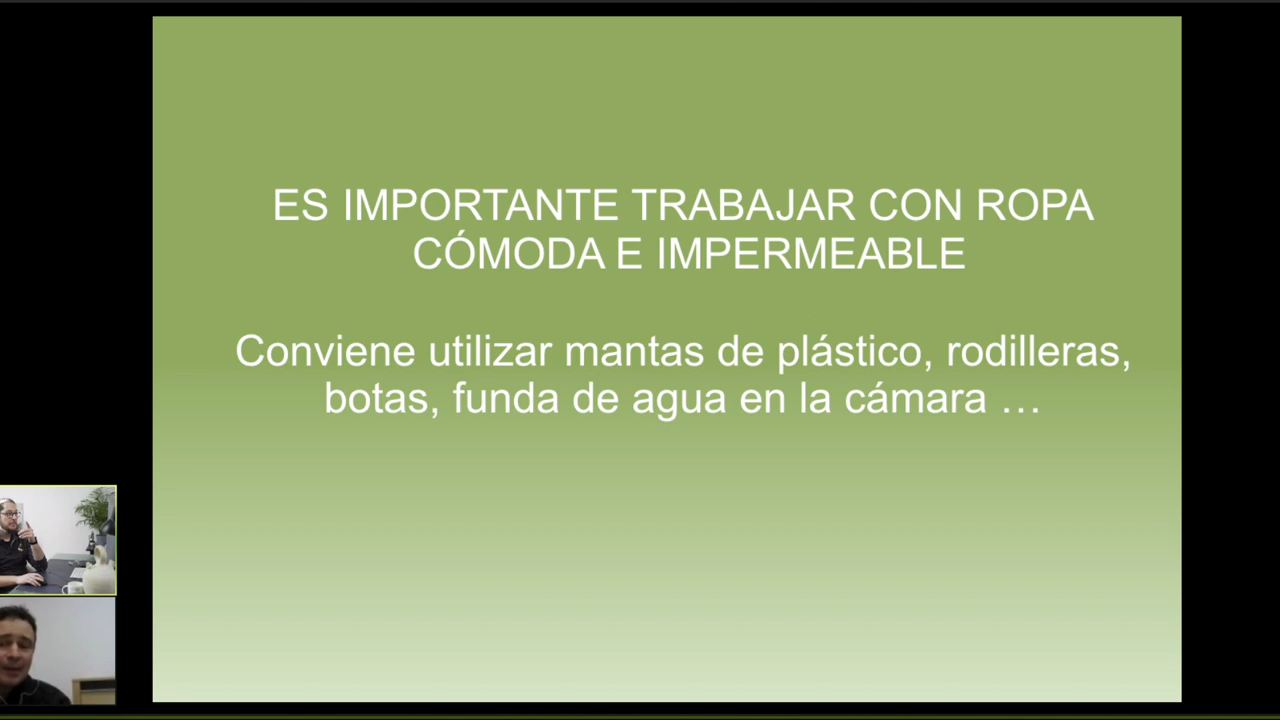 ES IMPORTANTE TRABAJAR CON ROPA
CÓMODA E IMPERMEABLE
Conviene utilizar mantas de plástico, rodilleras,
botas, funda de agua en la cámara …